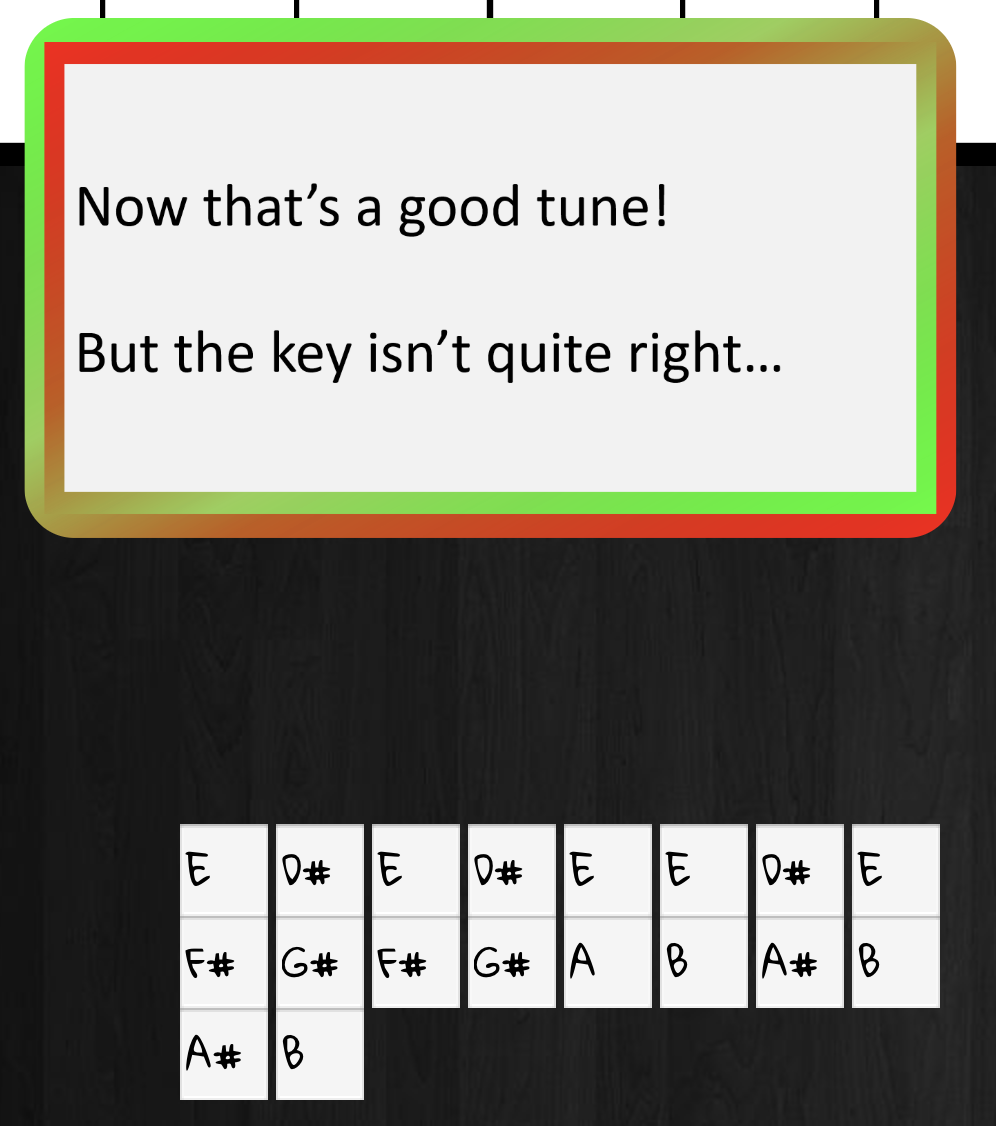 Now that’s a good tune!
But the key isn’t quite right...
E D# E D# E E D# E
F# G# F# G# A B A# B
A# B